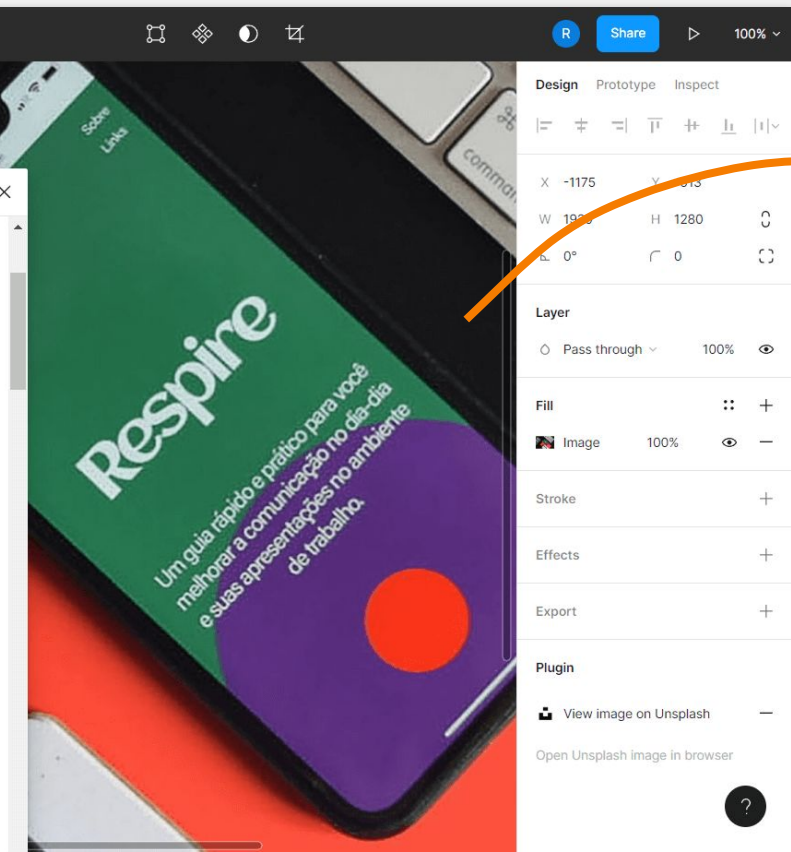 R
Share
100%
Design Prototype Inspect
X -1175
Y
W
H 1280
0°
0
Layer
Pass through
100%
Fill
Image
100%
Stroke
Effects
Export
Plugin
View image on Unsplash
Open Unsplash image in browser
?
Sobre
Links
Respire
Um guia rápido e prático para você
melhorar a comunicação no dia-dia
e suas apresentações no ambiente
de trabalho.